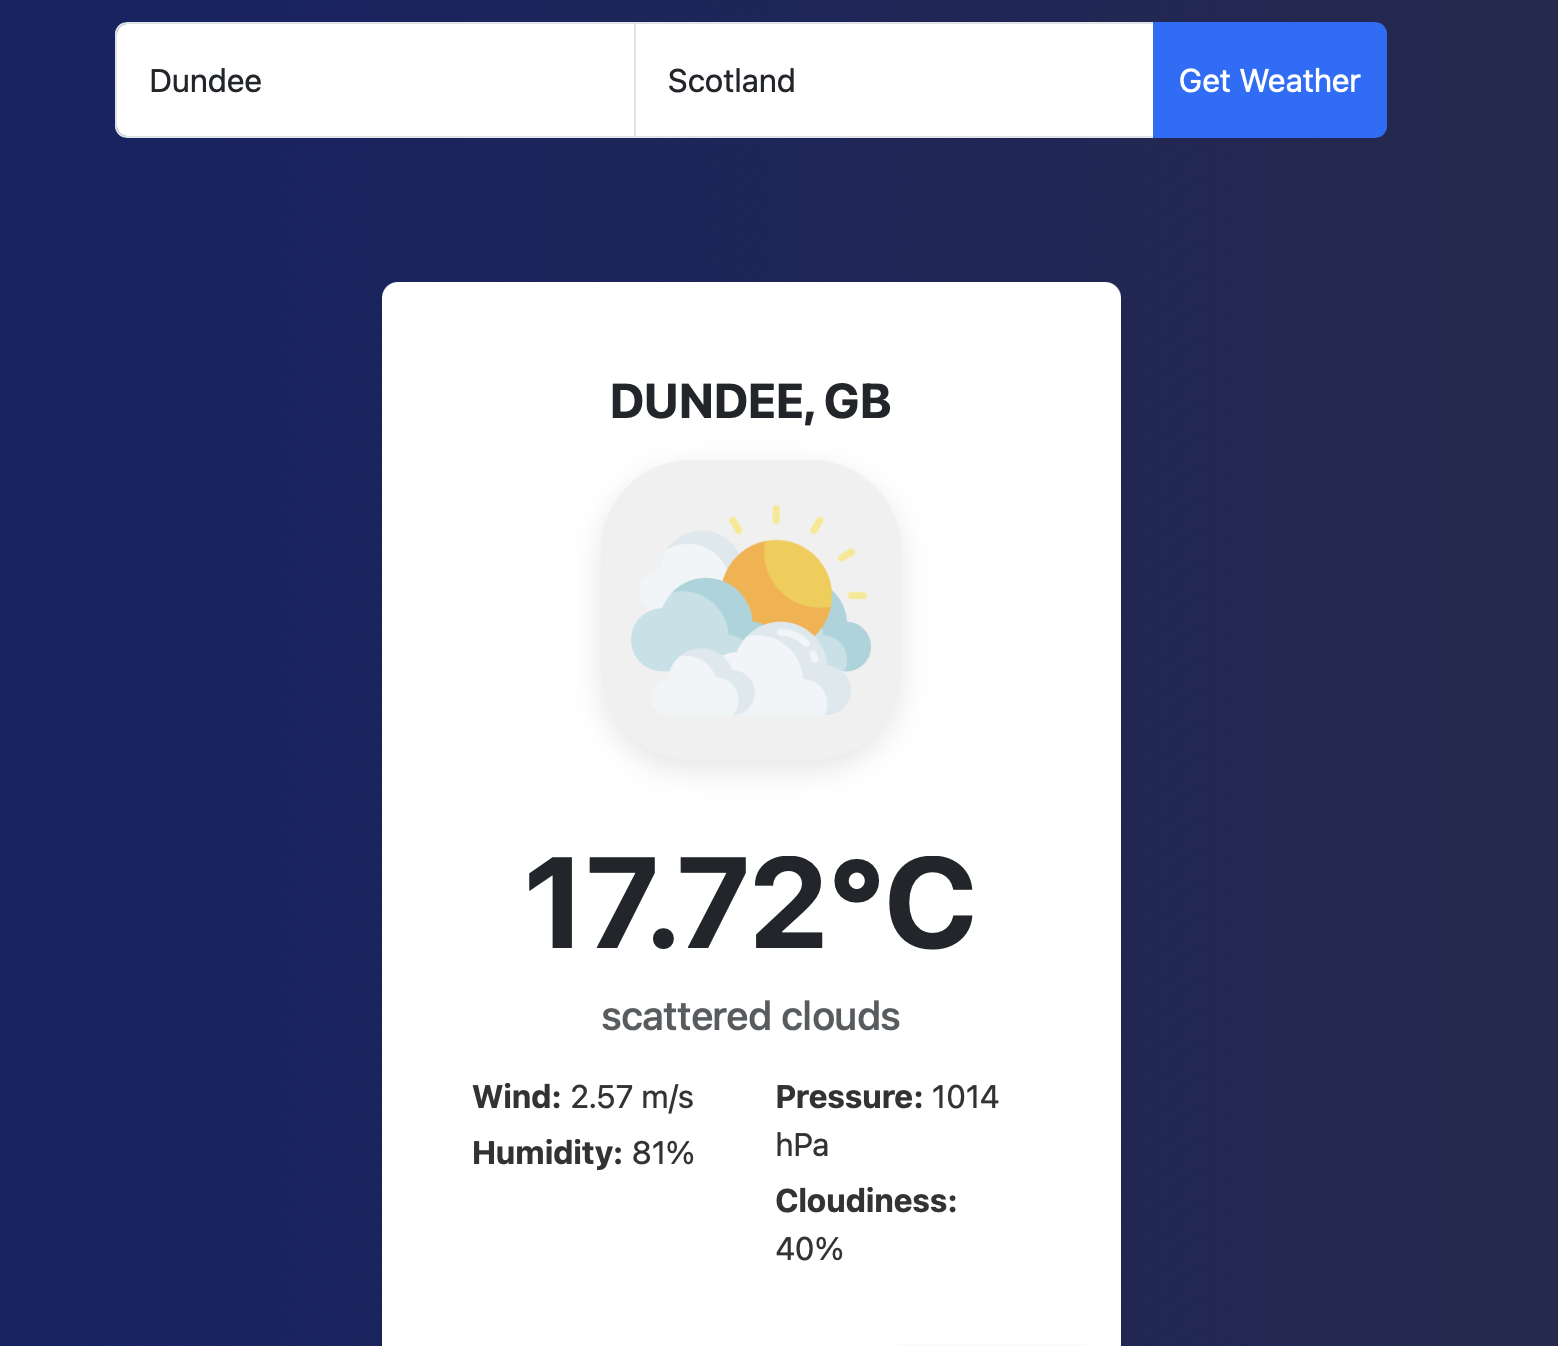 Dundee
Scotland
Get Weather
DUNDEE, GB
17.72°C
scattered clouds
Wind: 2.57 m/s
Humidity: 81%
Pressure: 1014
hPa
Cloudiness:
40%